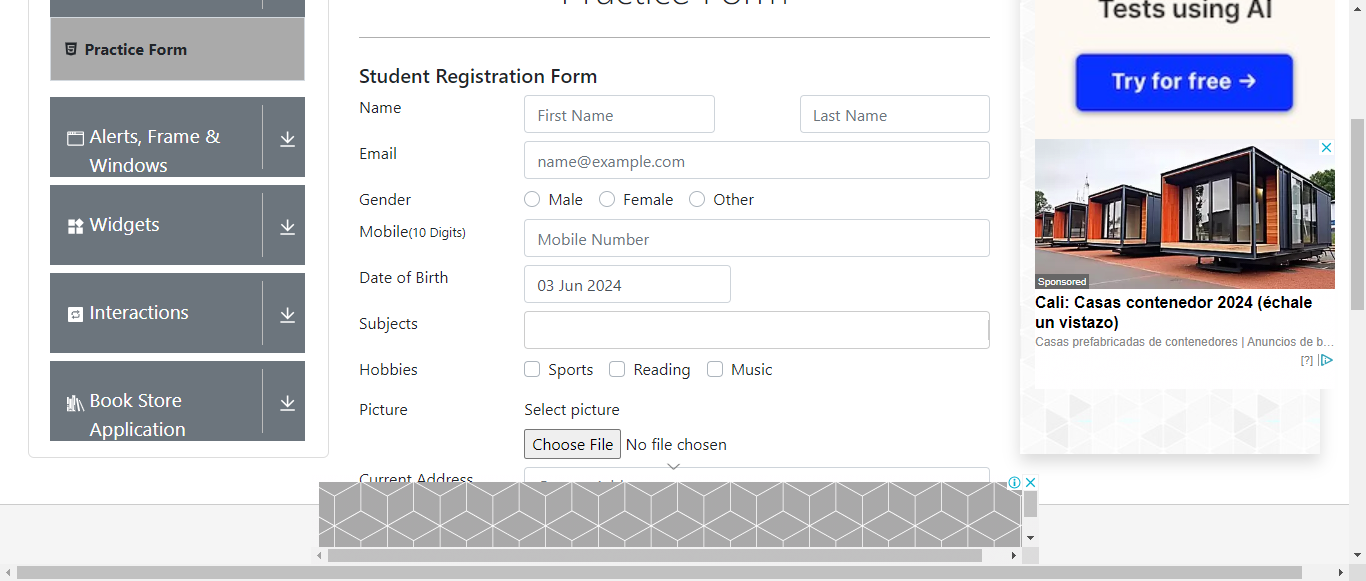 Practice Form
Practice Form
Alerts, Frame &
Windows
Widgets
Interactions
Book Store
Application
Student Registration Form
Name
First Name
Last Name
Email
name@example.com
Gender
Male
Female
Other
Mobile(10 Digits)
Mobile Number
Date of Birth
03 Jun 2024
Subjects
Hobbies
Sports
Reading
Music
Picture
Select picture
Choose File No file chosen
Current Address
Tests using AI
Try for free →
Sponsored
Cali: Casas contenedor 2024 (échale
un vistazo)
Casas prefabricadas de contenedores | Anuncios de b...
[?]